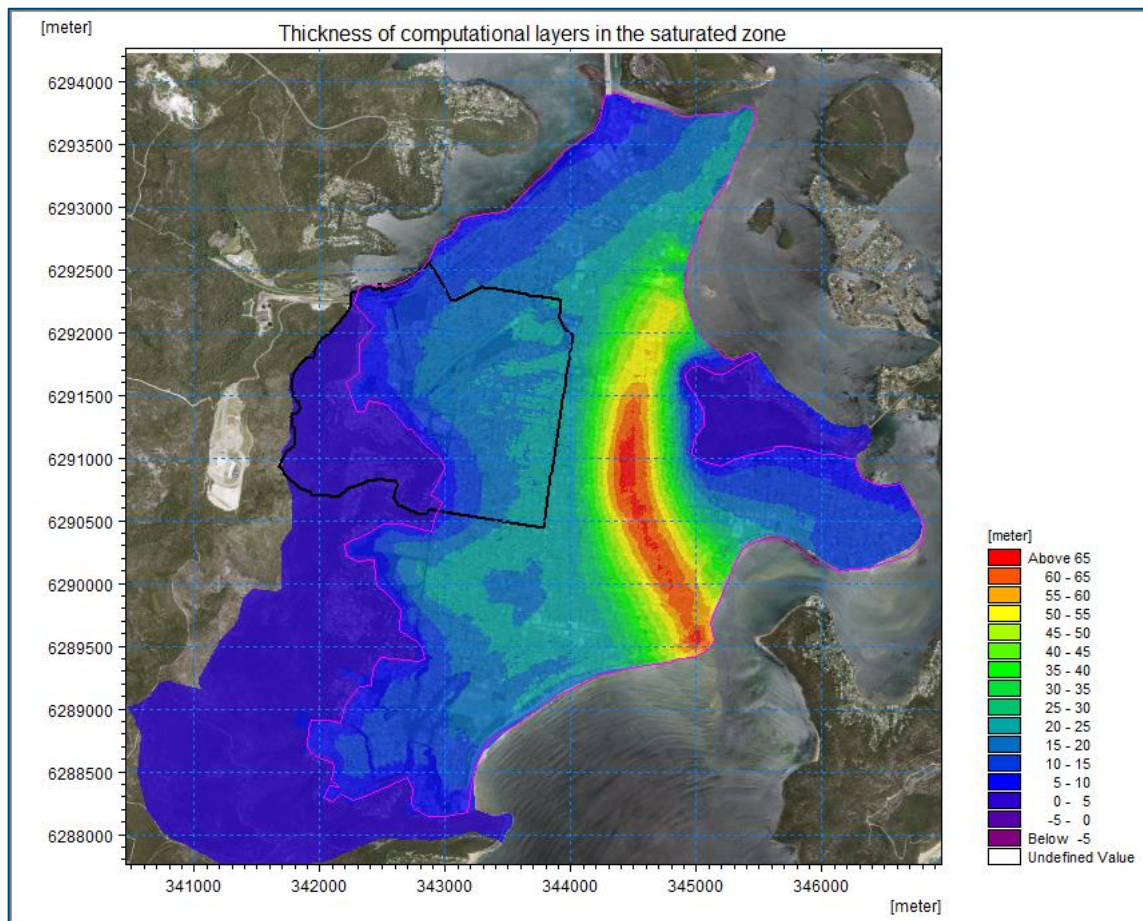 [meter]
Thickness of computational layers in the saturated zone
6294000
6293500
6293000
6292500
6292000
6291500
6291000
6290500
6290000
6289500
6289000
6288500
6288000
341000 342000 343000 344000 345000 346000
[meter]
[meter]
Above 65
60 - 65
55 - 60
50 - 55
45 - 50
40 - 45
35 - 40
30 - 35
25 - 30
20 - 25
15 - 20
10 - 15
5 - 10
0 - 5
-5 - 0
Below -5
Undefined Value